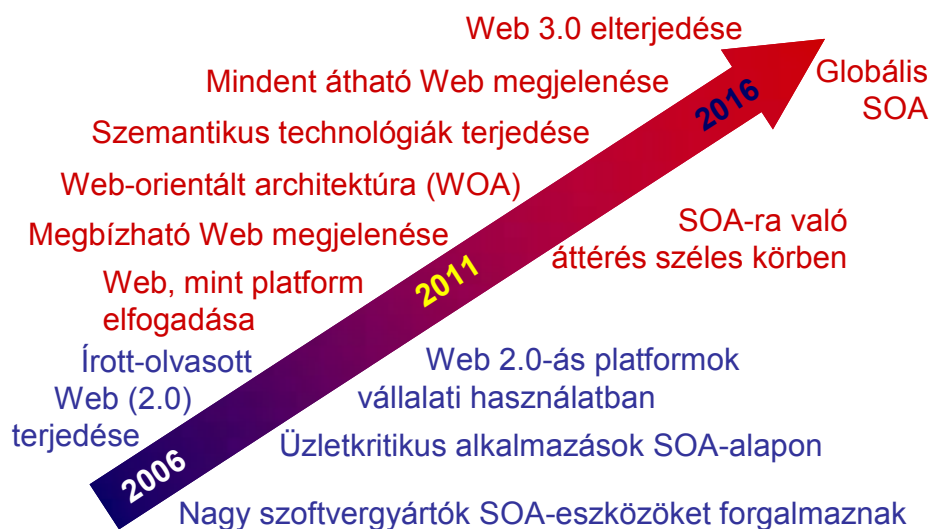 Web 3.0 elterjedése
Mindent átható Web megjelenése
Globális
SOA
2016
Szemantikus technológiák terjedése
Web-orientált architektúra (WOA)
Megbízható Web megjelenése
SOA-ra való
áttérés széles körben
2011
Web, mint platform
elfogadása
Írott-olvasott
Web (2.0)
terjedése
Web 2.0-ás platformok
vállalati használatban
Üzletkritikus alkalmazások SOA-alapon
2006
Nagy szoftvergyártók SOA-eszközöket forgalmaznak